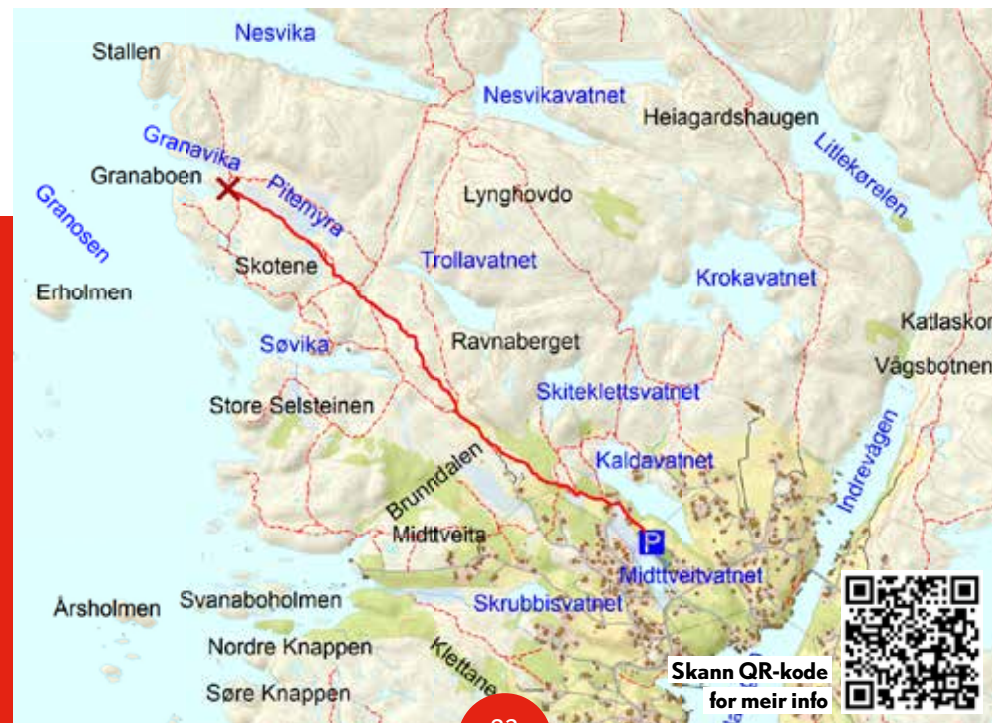 Nesvika
Stallen
Nesvikavatnet
Heiagardshaugen
Granavika
Litlekørelen
Granaboen
Pitemyra
Lynghovdo
Granosen
Skotene
Trollavatnet
Krokavatnet
Erholmen
Katlaskor
Søvika
Ravnaberget
Vågsbotnen
Skiteklettsvatnet
Store Selsteinen
Indrevågen
Kaldavatnet
Brunndalen
Midttveita
P
Midttveitvatnet
Årsholmen
Svanaboholmen
Skrubbisvatnet
Nordre Knappen
Klettane
Skann QR-kode
for meir info
Søre Knappen